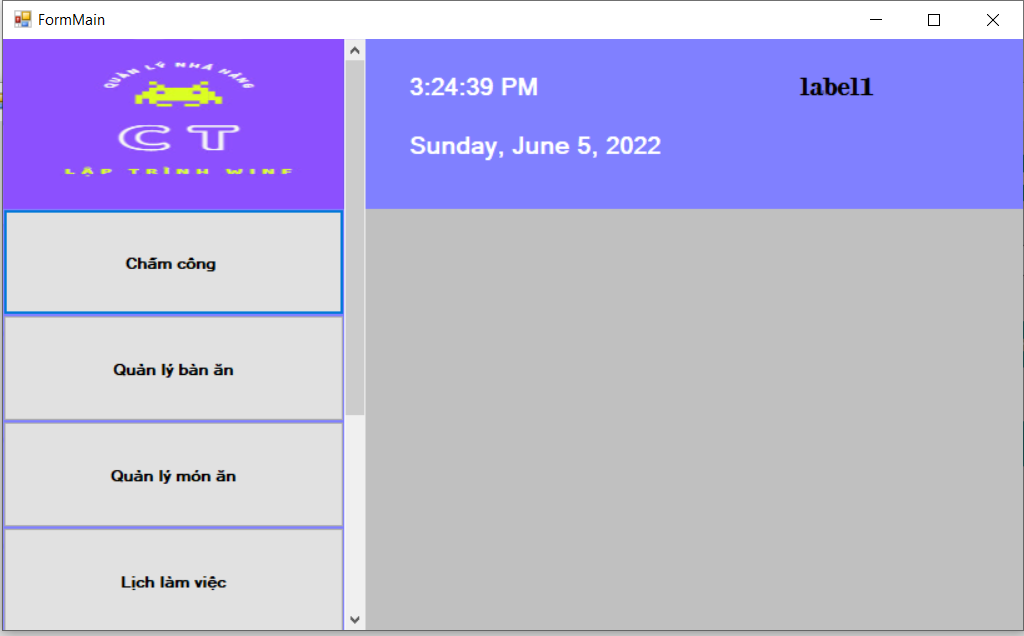 FormMain
QUẢN LÝ NHÀ HÀNG
CT
LẬP TRÌNH WINF
3:24:39 PM
label1
Sunday, June 5, 2022
Chấm công
Quản lý bàn ăn
Quản lý món ăn
Lịch làm việc